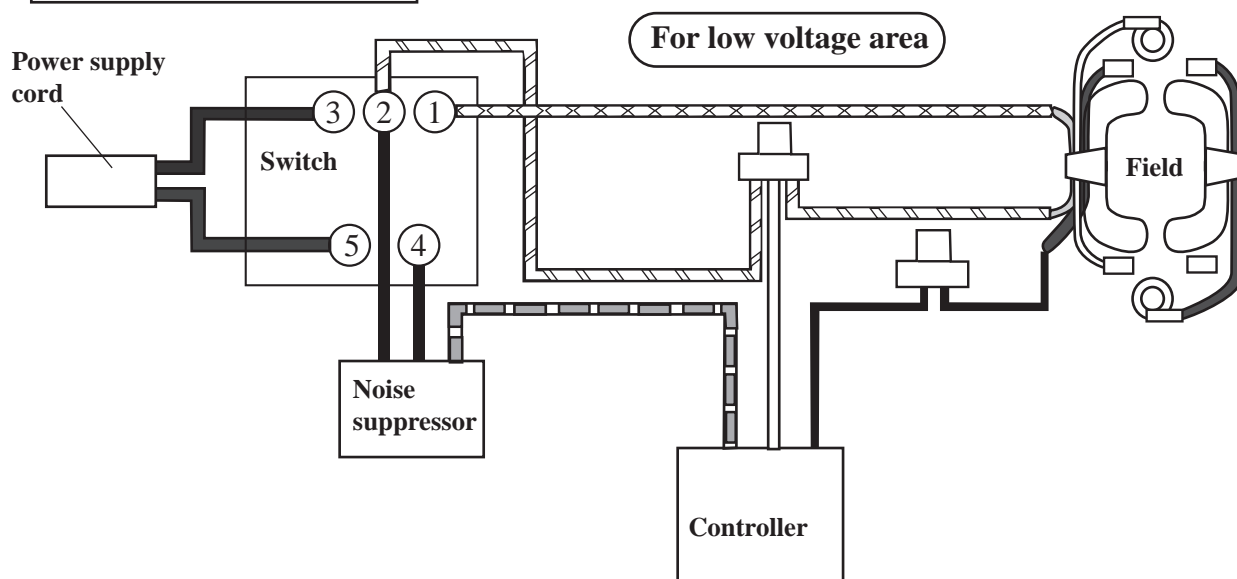 For low voltage area
Power supply
cord
3 2 1
Switch
Field
5 4
Noise
suppressor
Controller